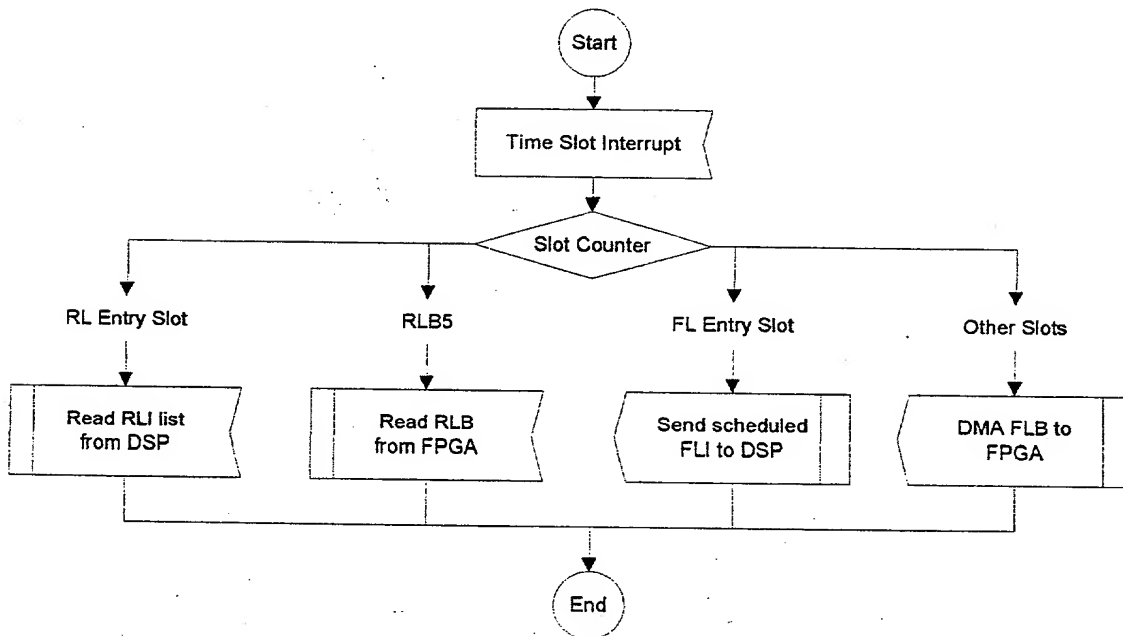 Start
Time Slot Interrupt
Slot Counter
RL Entry Slot
RLB5
FL Entry Slot
Other Slots
Read RLI list
from DSP
Read RLB
from FPGA
Send scheduled
FLI to DSP
DMA FLB to
FPGA
End